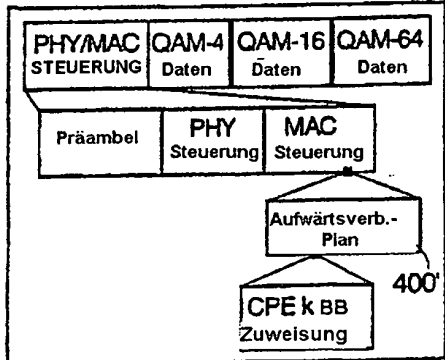 PHY/MAC QAM-4 QAM-16 QAM-64
STEUERUNG Daten Daten Daten
Präambel PHY MAC
Steuerung Steuerung
Aufwärtsverb.-
Plan
400'
CPE k BB
Zuweisung